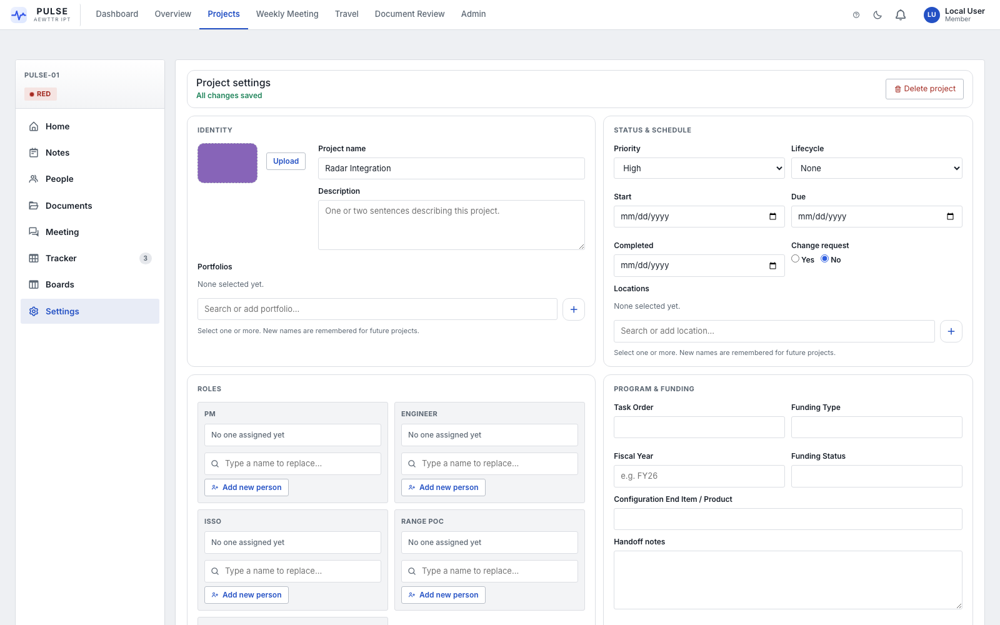 PULSE
AEWTTR IPT
Dashboard
Overview
Projects
Weekly Meeting
Travel
Document Review
Admin
LU
Local User
Member
PULSE-01
RED
Home
Notes
People
Documents
Meeting
Tracker
3
Boards
Settings
Project settings
All changes saved
Delete project
IDENTITY
Upload
Project name
Radar Integration
Description
One or two sentences describing this project.
Portfolios
None selected yet.
Search or add portfolio...
Select one or more. New names are remembered for future projects.
STATUS & SCHEDULE
Priority
High
Lifecycle
None
Start
mm/dd/yyyy
Due
mm/dd/yyyy
Completed
mm/dd/yyyy
Change request
Yes
No
Locations
None selected yet.
Search or add location...
Select one or more. New names are remembered for future projects.
ROLES
PM
No one assigned yet
Type a name to replace...
Add new person
ENGINEER
No one assigned yet
Type a name to replace...
Add new person
ISSO
No one assigned yet
Type a name to replace...
Add new person
RANGE POC
No one assigned yet
Type a name to replace...
Add new person
PROGRAM & FUNDING
Task Order
Funding Type
Fiscal Year
e.g. FY26
Funding Status
Configuration End Item / Product
Handoff notes